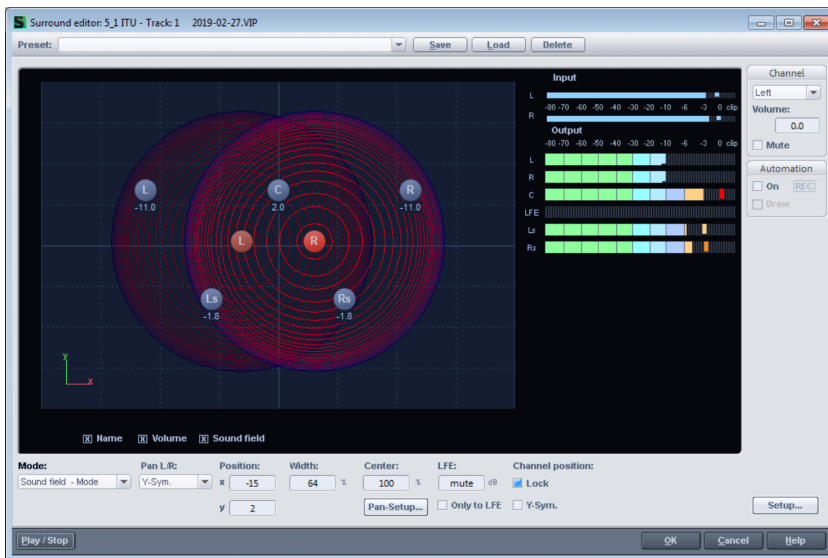 Surround editor: 5_1 ITU - Track: 1 2019-02-27.VIP
Preset: Save Load Delete
Input
L
-80 -70 -60 -50 -40 -30 -20 -10 -6 -3 0 clip
R
Output
-80 -70 -60 -50 -40 -30 -20 -10 -6 -3 0 clip
L
R
C
LFE
Ls
Rs
L C R
-11.0 2.0 -11.0
L R
Ls Rs
-1.8 -1.8
y
x
Name Volume Sound field
Channel
Left
Volume:
0.0
Mute
Automation
On REC
Draw
Mode: Pan L/R: Position: Width: Center: LFE: Channel position:
Sound field - Mode Y-Sym. x -15 64 % 100 % mute dB Lock
y 2 Pan-Setup... Only to LFE Y-Sym. Setup...
Play / Stop OK Cancel Help